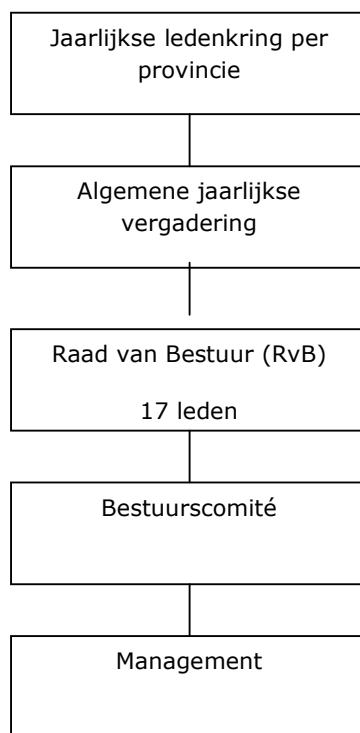 Jaarlijkse ledenkring per
provincie
Algemene jaarlijkse
vergadering
Raad van Bestuur (RvB)
17 leden
Bestuurscomité
Management